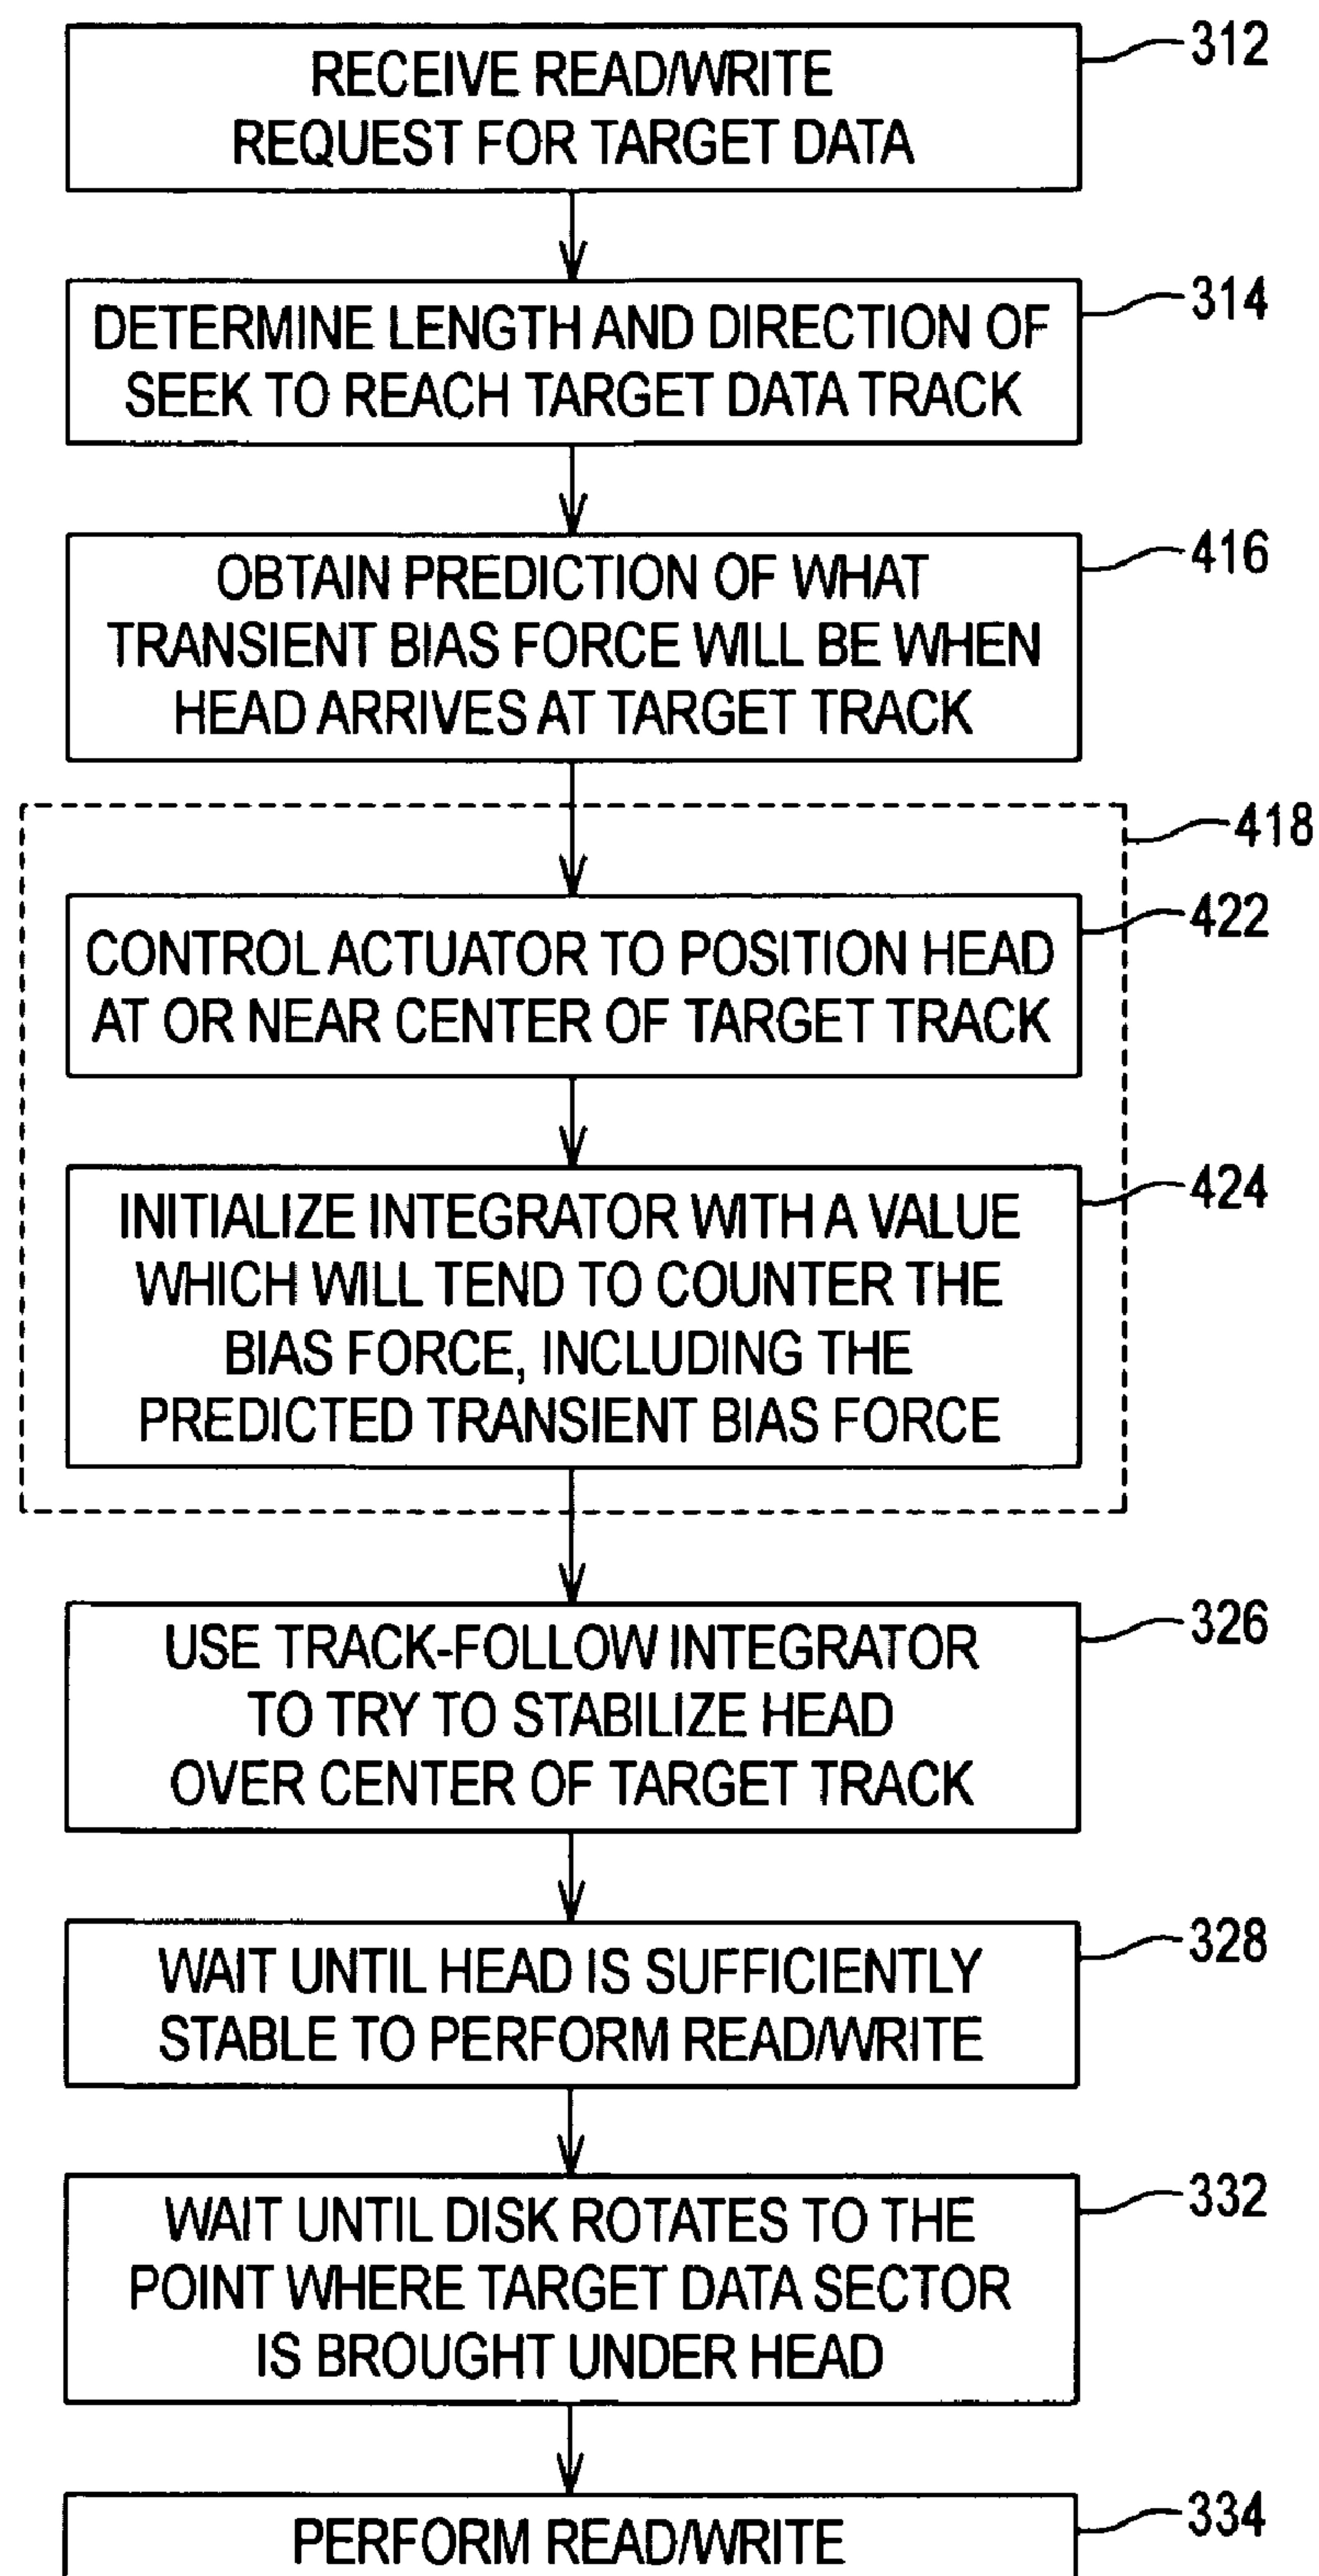 RECEIVE READ/WRITE
REQUEST FOR TARGET DATA
312
DETERMINE LENGTH AND DIRECTION OF
SEEK TO REACH TARGET DATA TRACK
314
OBTAIN PREDICTION OF WHAT
TRANSIENT BIAS FORCE WILL BE WHEN
HEAD ARRIVES AT TARGET TRACK
416
418
CONTROL ACTUATOR TO POSITION HEAD
AT OR NEAR CENTER OF TARGET TRACK
422
INITIALIZE INTEGRATOR WITH A VALUE
WHICH WILL TEND TO COUNTER THE
BIAS FORCE, INCLUDING THE
PREDICTED TRANSIENT BIAS FORCE
424
USE TRACK-FOLLOW INTEGRATOR
TO TRY TO STABILIZE HEAD
OVER CENTER OF TARGET TRACK
326
WAIT UNTIL HEAD IS SUFFICIENTLY
STABLE TO PERFORM READ/WRITE
328
WAIT UNTIL DISK ROTATES TO THE
POINT WHERE TARGET DATA SECTOR
IS BROUGHT UNDER HEAD
332
PERFORM READ/WRITE
334